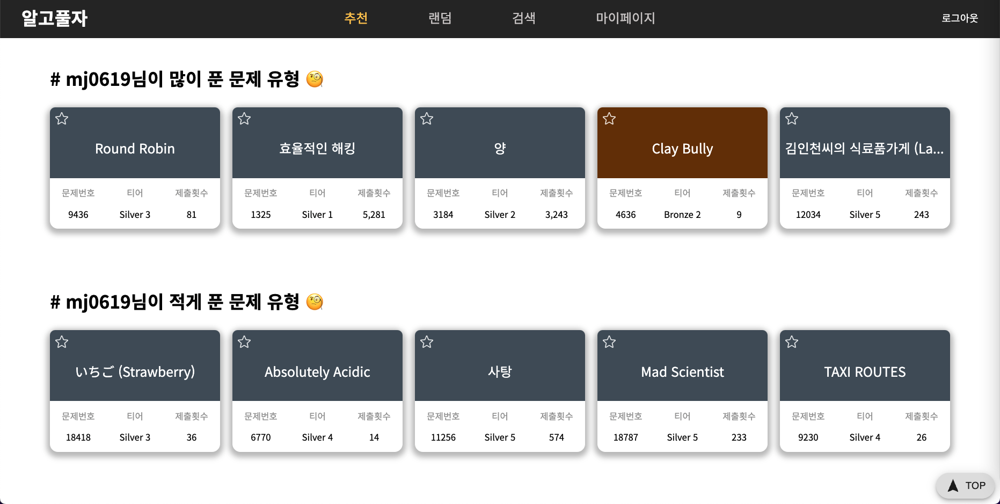 알고풀자 추천 랜덤 검색 마이페이지 로그아웃
# mj0619님이 많이 푼 문제 유형 🧐
Round Robin
문제번호 티어 제출횟수
9436 Silver 3 81
효율적인 해킹
문제번호 티어 제출횟수
1325 Silver 1 5,281
양
문제번호 티어 제출횟수
3184 Silver 2 3,243
Clay Bully
문제번호 티어 제출횟수
4636 Bronze 2 9
김인천씨의 식료품가게 (La...
문제번호 티어 제출횟수
12034 Silver 5 243
# mj0619님이 적게 푼 문제 유형 🧐
いちご (Strawberry)
문제번호 티어 제출횟수
18418 Silver 3 36
Absolutely Acidic
문제번호 티어 제출횟수
6770 Silver 4 14
사탕
문제번호 티어 제출횟수
11256 Silver 5 574
Mad Scientist
문제번호 티어 제출횟수
18787 Silver 5 233
TAXI ROUTES
문제번호 티어 제출횟수
9230 Silver 4 26
TOP